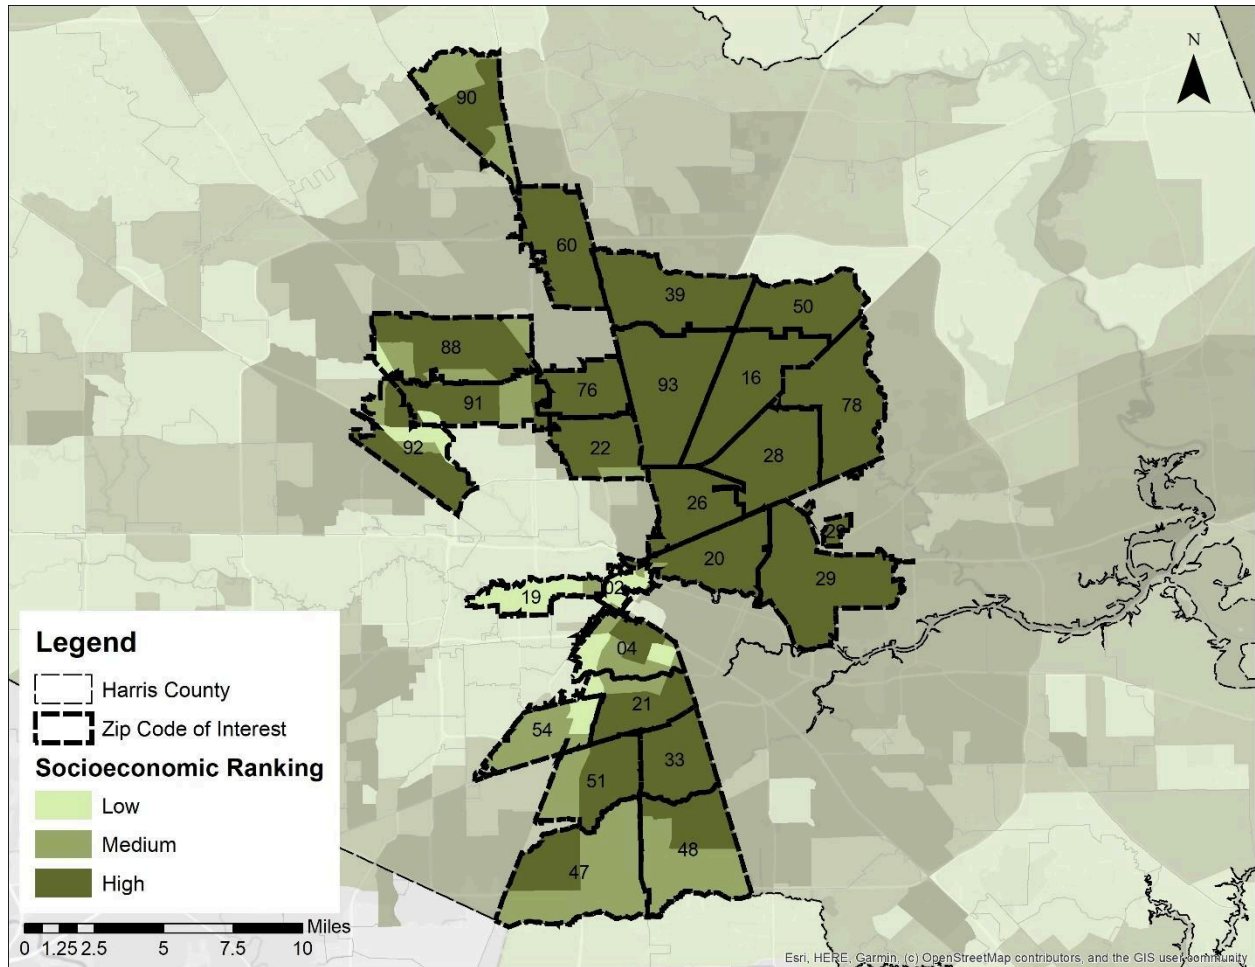 N
90
60
39
50
88
76
93
16
78
91
22
92
28
26
20
29
29
19
02
04
21
54
33
51
48
47
Legend
Harris County
Zip Code of Interest
Socioeconomic Ranking
Low
Medium
High
Miles
0 1.25 2.5 5 7.5 10
Esri, HERE, Garmin, (c) OpenStreetMap contributors, and the GIS user community